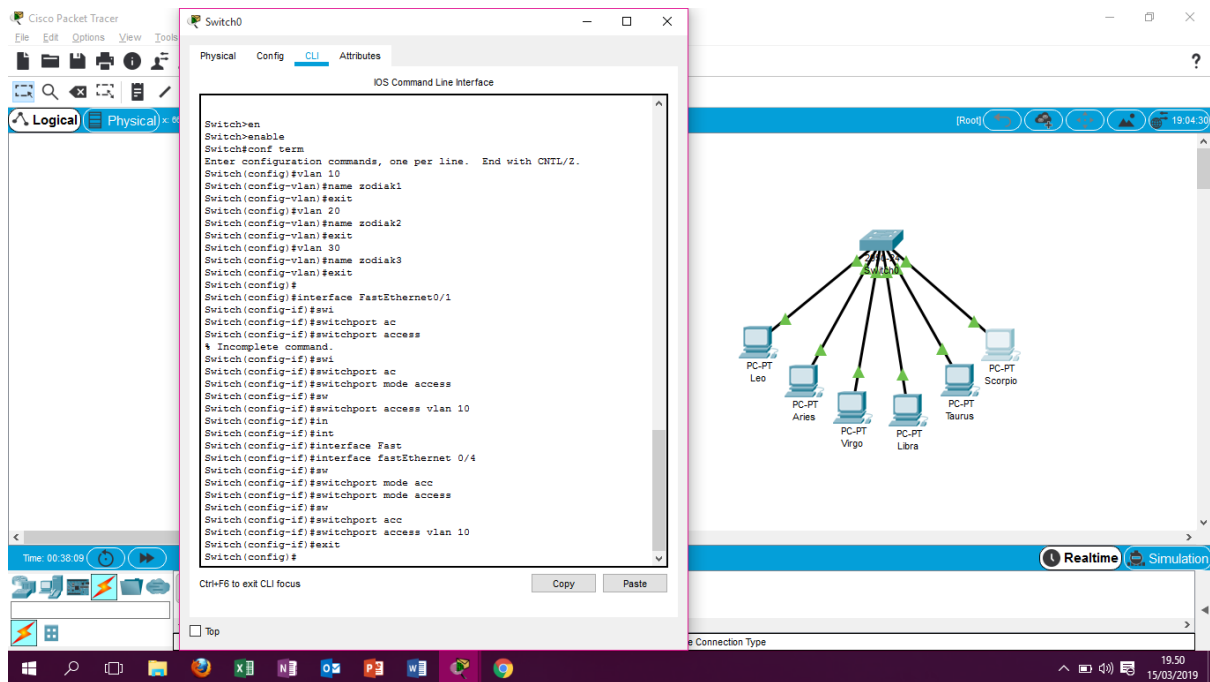 Cisco Packet Tracer
File Edit Options View Tools
Logical
Physical
Switch0
Physical Config CLI Attributes
IOS Command Line Interface
Switch>en
Switch>enable
Switch#conf term
Enter configuration commands, one per line. End with CNTL/Z.
Switch(config)#vlan 10
Switch(config-vlan)#name zodiak1
Switch(config-vlan)#exit
Switch(config)#vlan 20
Switch(config-vlan)#name zodiak2
Switch(config-vlan)#exit
Switch(config)#vlan 30
Switch(config-vlan)#name zodiak3
Switch(config-vlan)#exit
Switch(config)#
Switch(config)#interface FastEthernet0/1
Switch(config-if)#swi
Switch(config-if)#switchport ac
Switch(config-if)#switchport access
% Incomplete command.
Switch(config-if)#swi
Switch(config-if)#switchport ac
Switch(config-if)#switchport mode access
Switch(config-if)#sw
Switch(config-if)#switchport access vlan 10
Switch(config-if)#in
Switch(config-if)#int
Switch(config-if)#interface Fast
Switch(config-if)#interface fastEthernet 0/4
Switch(config-if)#sw
Switch(config-if)#switchport mode acc
Switch(config-if)#switchport mode access
Switch(config-if)#sw
Switch(config-if)#switchport acc
Switch(config-if)#switchport access vlan 10
Switch(config-if)#exit
Switch(config)#
Ctrl+F6 to exit CLI focus
Copy Paste
Top
[Root]
19:04:30
Switch0
PC-PT
Leo
PC-PT
Aries
PC-PT
Virgo
PC-PT
Libra
PC-PT
Taurus
PC-PT
Scorpio
Time: 00:38:09
Realtime
Simulation
e Connection Type
19.50
15/03/2019